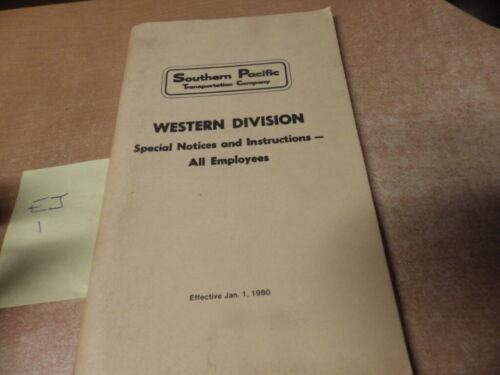 Southern Pacific
Transportation Company
WESTERN DIVISION
Special Notices and Instructions —
All Employees
EJ
1
Effective Jan. 1, 1980